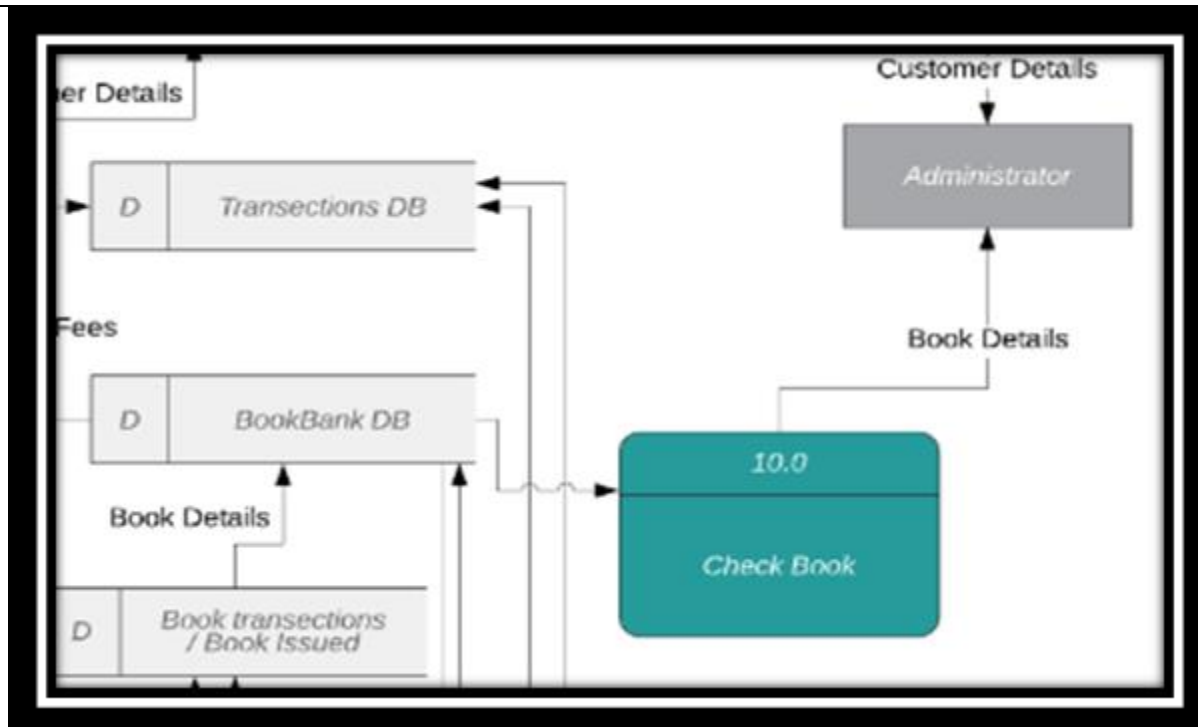 Customer Details
er Details
Administrator
D
Transections DB
Fees
Book Details
D
BookBank DB
10.0
Check Book
Book Details
D
Book transections
/ Book Issued